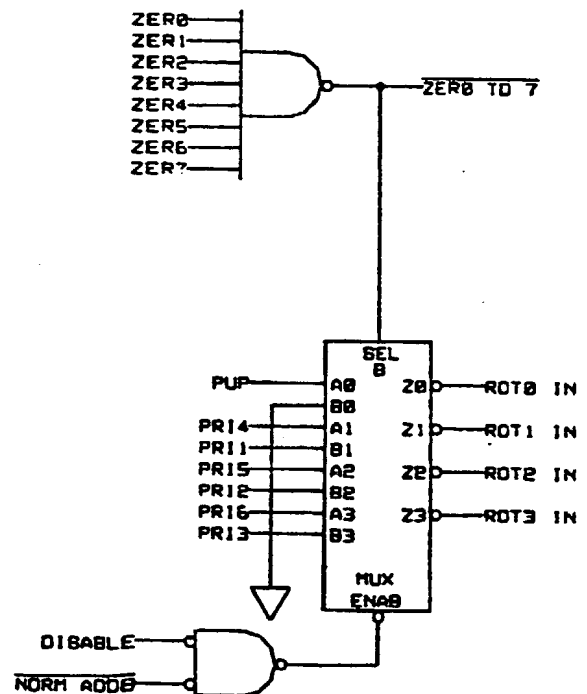 ZER0
ZER1
ZER2
ZER3
ZER4
ZER5
ZER6
ZER7
ZER0 TO 7
SEL
B
PUP
A0
Z0
ROT0 IN
B0
PRI4
A1
Z1
ROT1 IN
PRI1
B1
PRI5
A2
Z2
ROT2 IN
PRI2
B2
PRI6
A3
Z3
ROT3 IN
PRI3
B3
MUX
ENAB
DISABLE
NORM ADD8